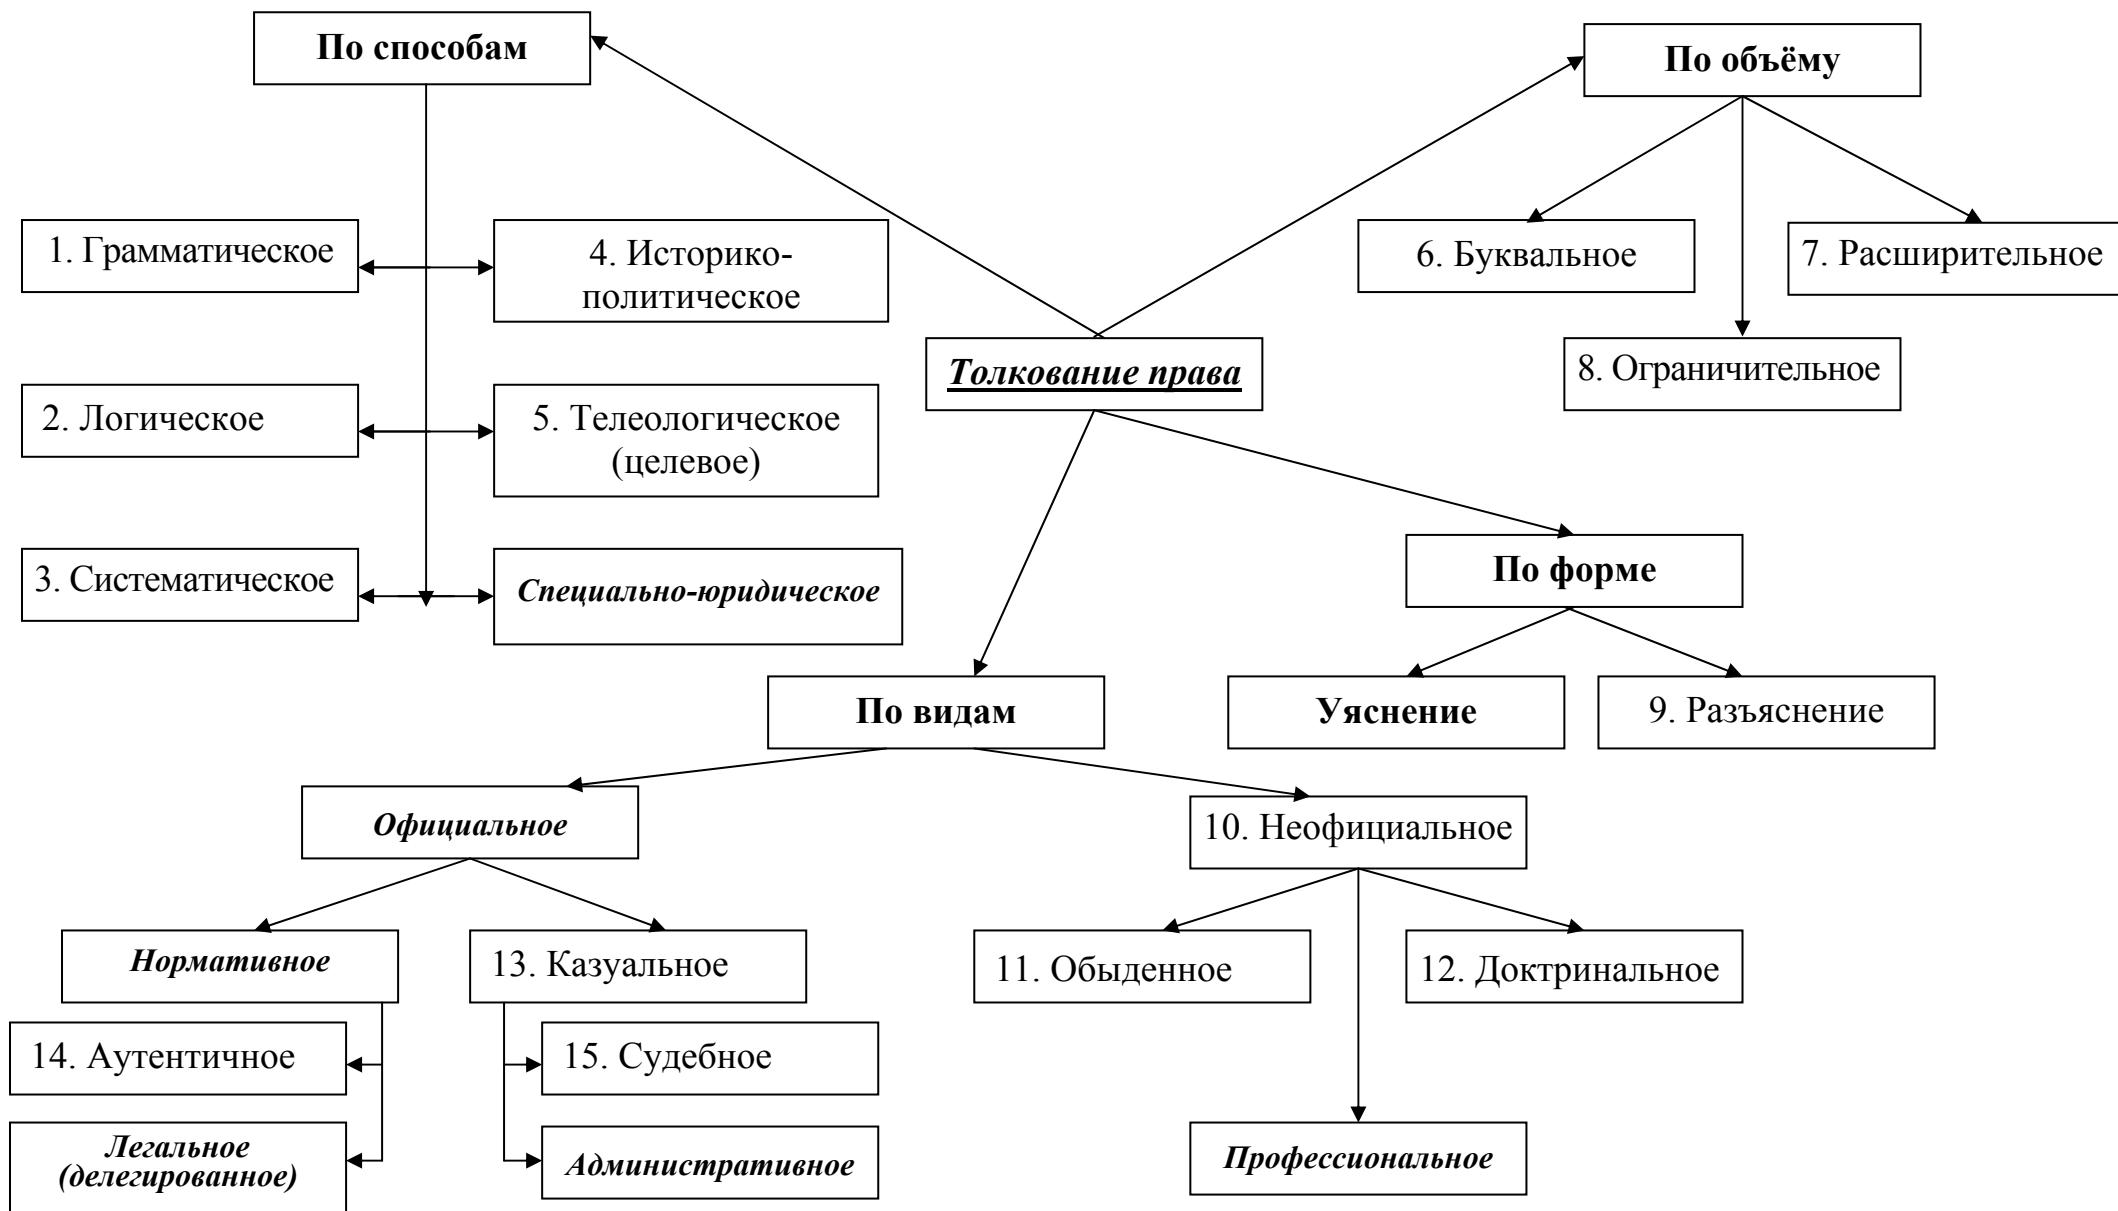 По способам
По объёму
1. Грамматическое
4. Историко-
политическое
6. Буквальное
7. Расширительное
Толкование права
8. Ограничительное
2. Логическое
5. Телеологическое
(целевое)
3. Систематическое
Специально-юридическое
По форме
По видам
Уяснение
9. Разъяснение
Официальное
10. Неофициальное
Нормативное
13. Казуальное
11. Обыденное
12. Доктринальное
14. Аутентичное
15. Судебное
Легальное
(делегированное)
Административное
Профессиональное